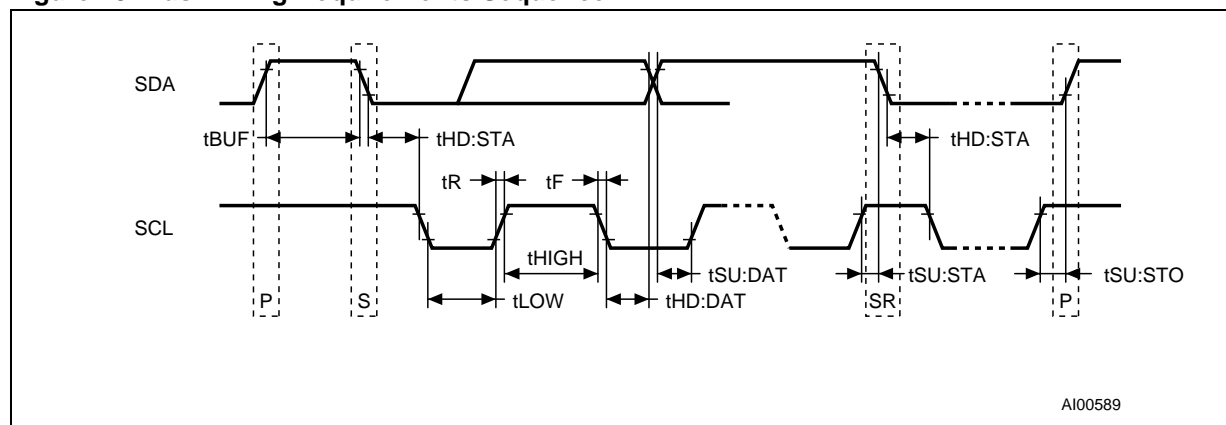 SDA
tBUF
tHD:STA
tHD:STA
tR
tF
SCL
tHIGH
tSU:DAT
tSU:STA
tSU:STO
P
S
tLOW
tHD:DAT
SR
P
AI00589